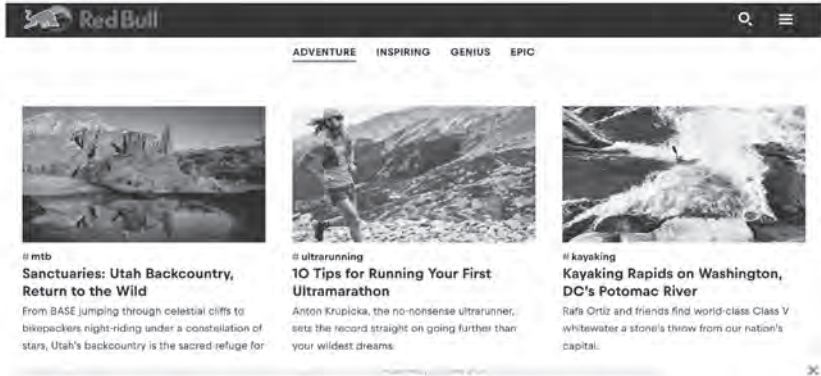 Red Bull
ADVENTURE INSPIRING GENIUS EPIC
# mtb
Sanctuaries: Utah Backcountry,
Return to the Wild
From BASE jumping through celestial cliffs to
bikepackers night-riding under a constellation of
stars, Utah's backcountry is the sacred refuge for
# ultrarunning
10 Tips for Running Your First
Ultramarathon
Anton Krupicka, the no-nonsense ultrarunner,
sets the record straight on going further than
your wildest dreams.
# kayaking
Kayaking Rapids on Washington,
DC's Potomac River
Rafa Ortiz and friends find world-class Class V
whitewater a stone's throw from our nation's
capital.